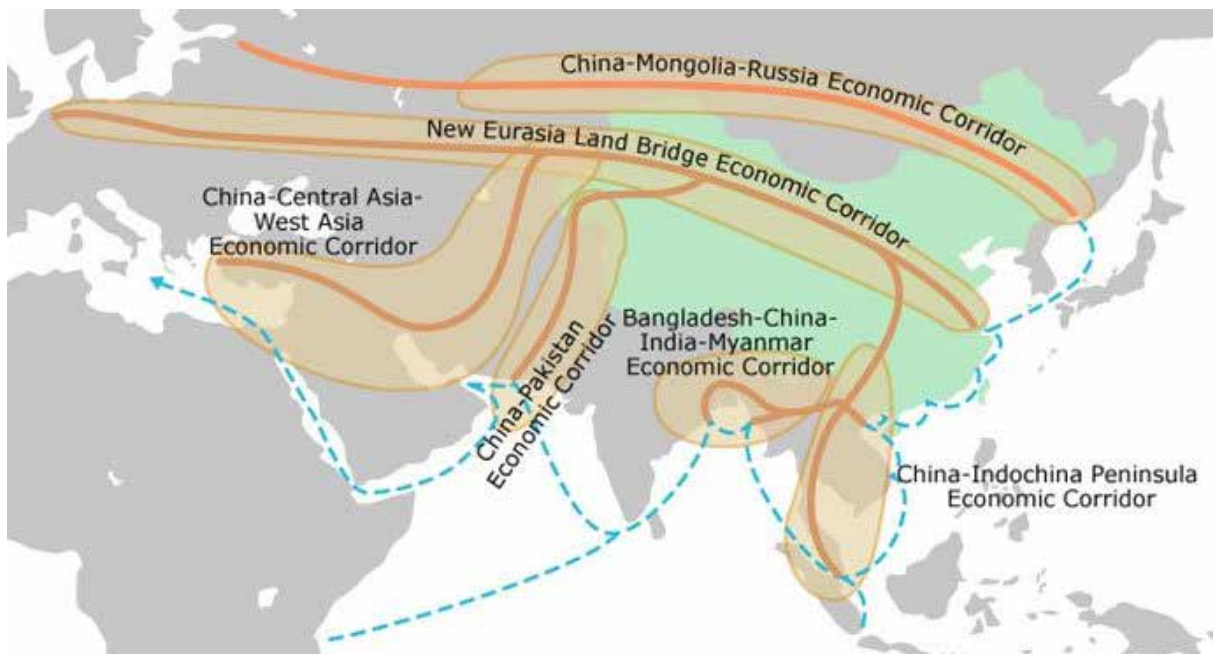 China-Mongolia-Russia Economic Corridor
New Eurasia Land Bridge Economic Corridor
China-Central Asia-
West Asia
Economic Corridor
China-Pakistan
Economic Corridor
Bangladesh-China-
India-Myanmar
Economic Corridor
China-Indochina Peninsula
Economic Corridor